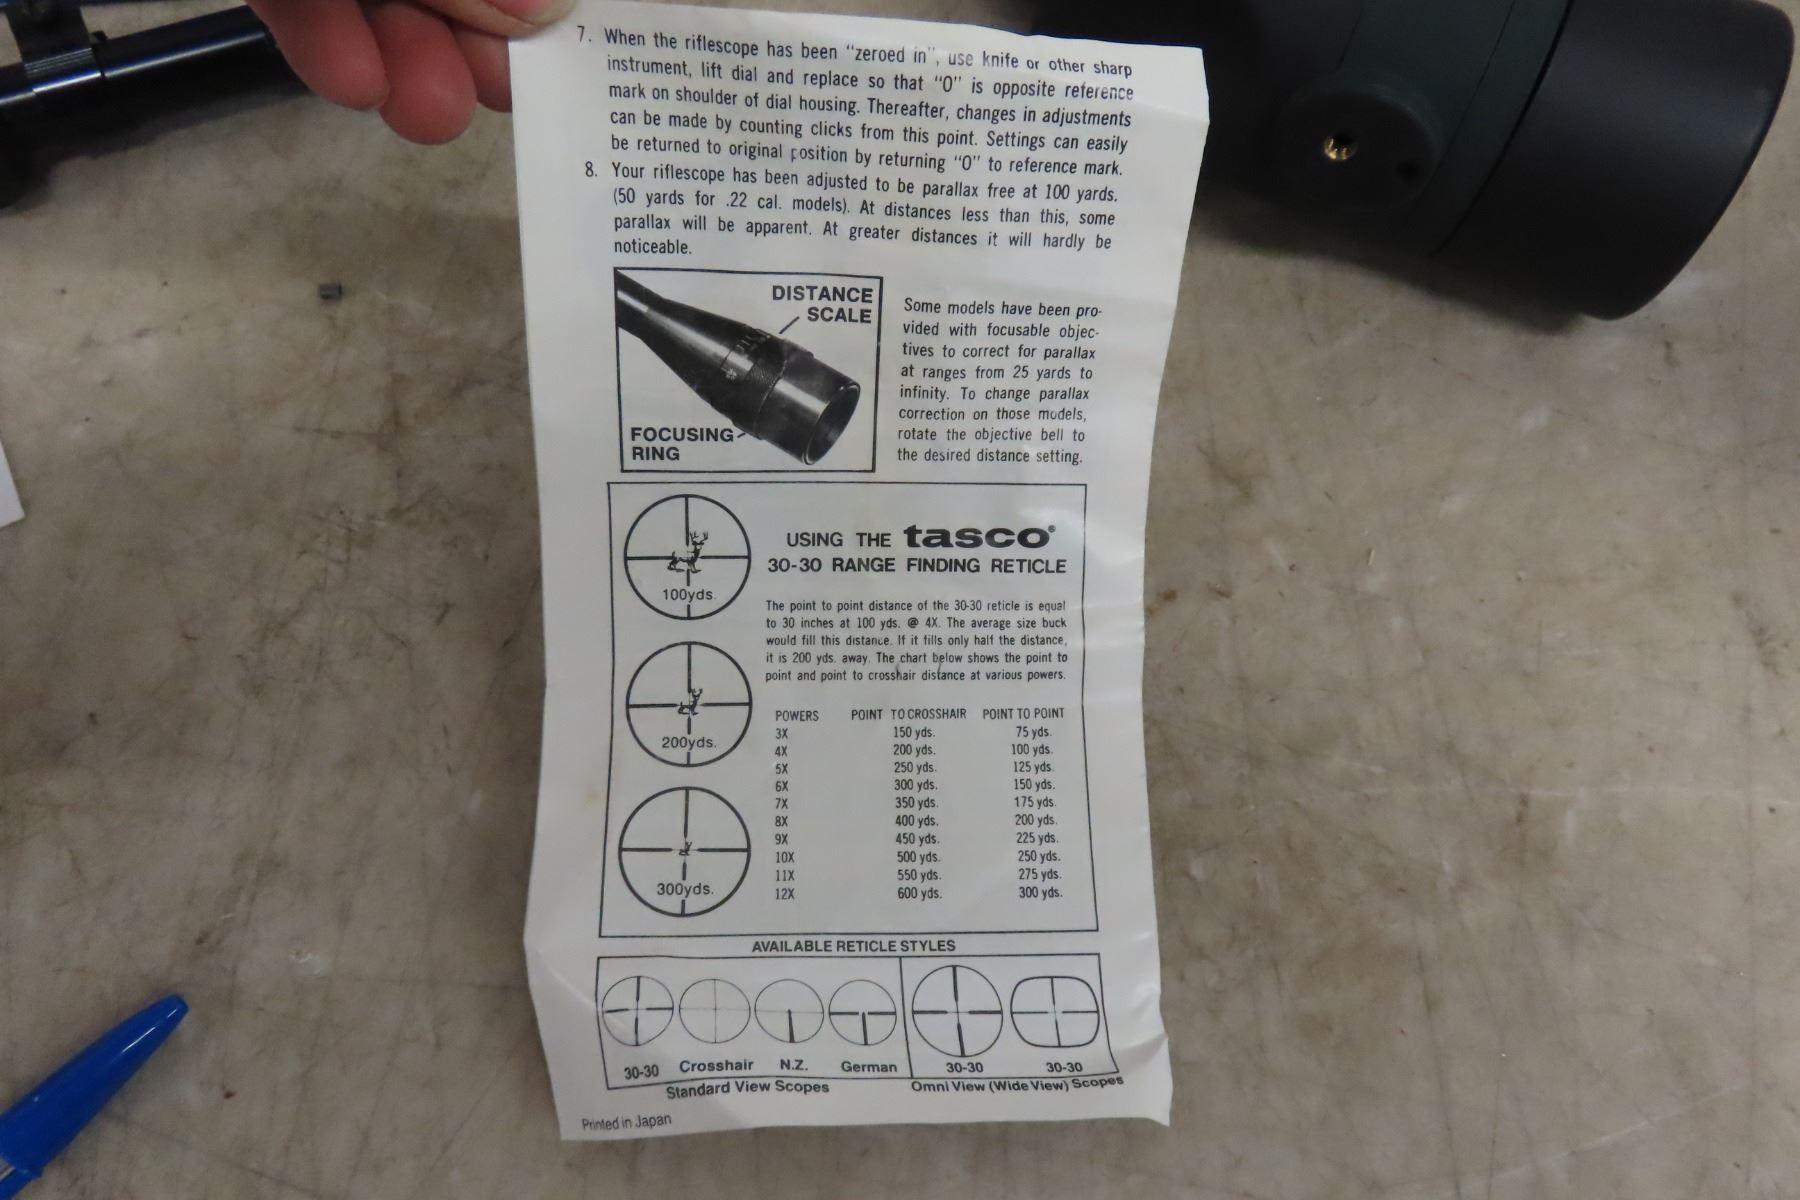 7. When the riflescope has been "zeroed in", use knife or other sharp
instrument, lift dial and replace so that "0" is opposite reference
mark on shoulder of dial housing. Thereafter, changes in adjustments
can be made by counting clicks from this point. Settings can easily
be returned to original position by returning "0" to reference mark.
8. Your riflescope has been adjusted to be parallax free at 100 yards.
(50 yards for .22 cal. models). At distances less than this, some
parallax will be apparent. At greater distances it will hardly be
noticeable.
DISTANCE
SCALE
FOCUSING
RING
Some models have been pro-
vided with focusable objec-
tives to correct for parallax
at ranges from 25 yards to
infinity. To change parallax
correction on those models,
rotate the objective bell to
the desired distance setting.
100yds.
200yds.
300yds.
USING THE tasco®
30-30 RANGE FINDING RETICLE
The point to point distance of the 30-30 reticle is equal
to 30 inches at 100 yds. @ 4X. The average size buck
would fill this distance. If it fills only half the distance,
it is 200 yds. away. The chart below shows the point to
point and point to crosshair distance at various powers.
POWERS POINT TO CROSSHAIR POINT TO POINT
3X 150 yds. 75 yds.
4X 200 yds. 100 yds.
5X 250 yds. 125 yds.
6X 300 yds. 150 yds.
7X 350 yds. 175 yds.
8X 400 yds. 200 yds.
9X 450 yds. 225 yds.
10X 500 yds. 250 yds.
11X 550 yds. 275 yds.
12X 600 yds. 300 yds.
AVAILABLE RETICLE STYLES
30-30 Crosshair N.Z. German 30-30 30-30
Standard View Scopes Omni View (Wide View) Scopes
Printed in Japan